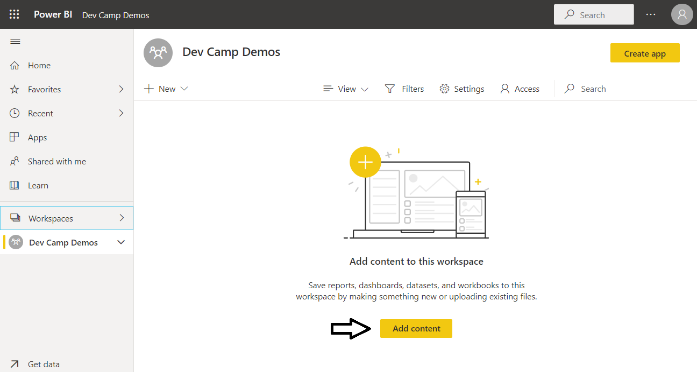 Power BI Dev Camp Demos
Search
Home
Favorites
Recent
Apps
Shared with me
Learn
Workspaces
Dev Camp Demos
Get data
Dev Camp Demos
Create app
New
View
Filters
Settings
Access
Search
Add content to this workspace
Save reports, dashboards, datasets, and workbooks to this
workspace by making something new or uploading existing files.
Add content